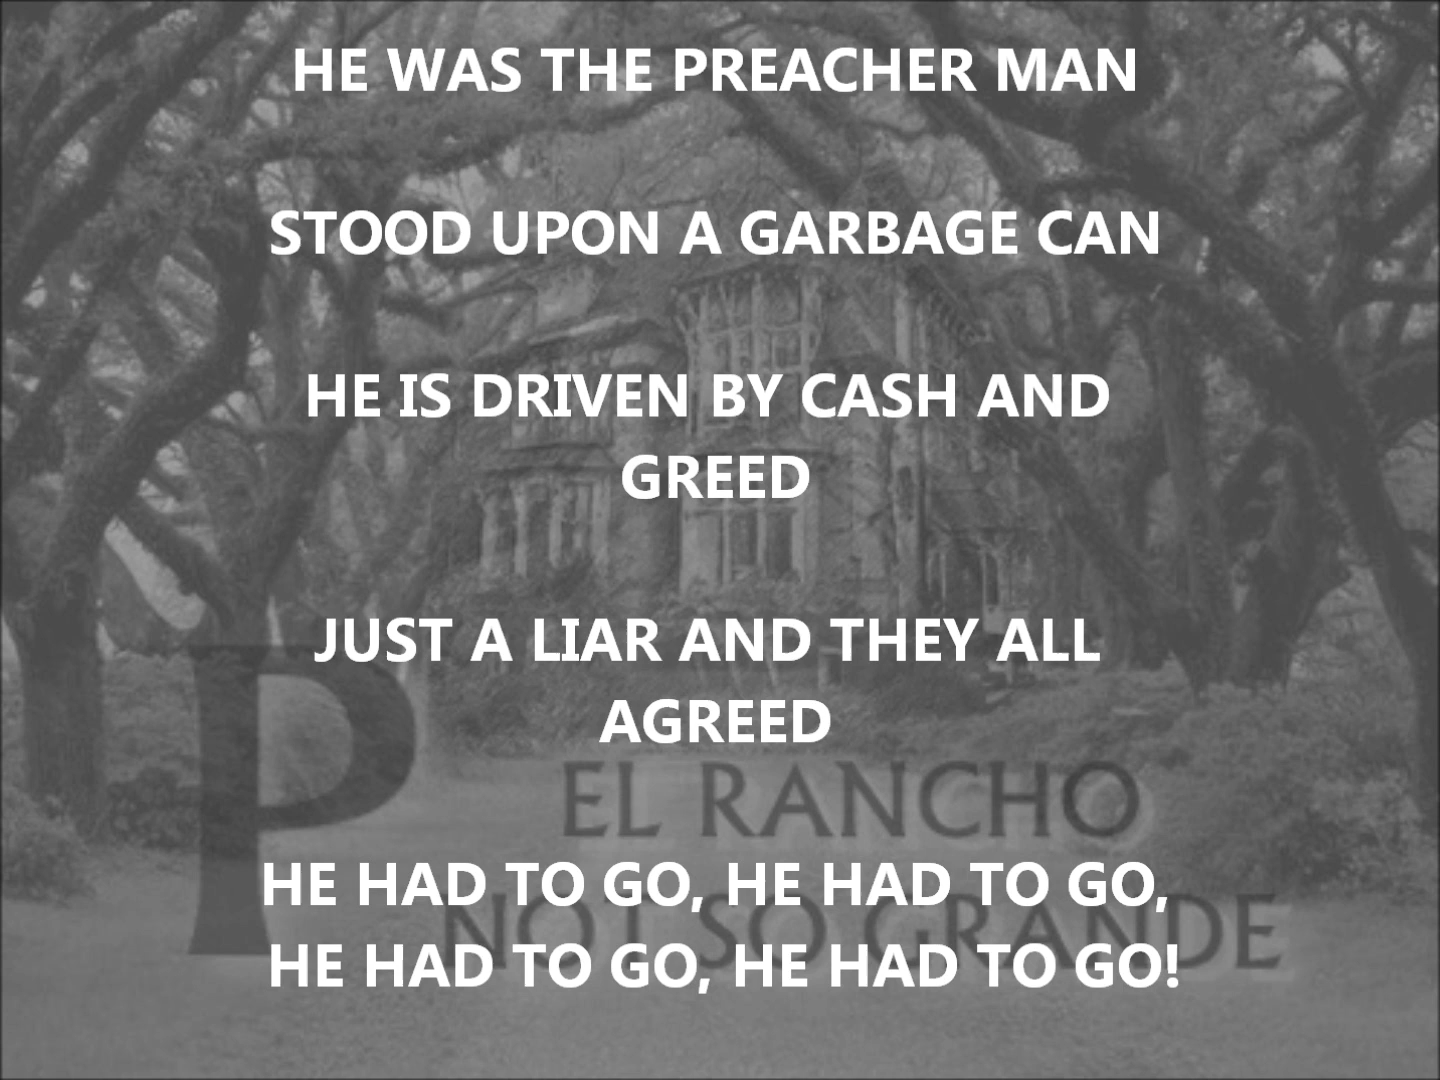 HE WAS THE PREACHER MAN
STOOD UPON A GARBAGE CAN
HE IS DRIVEN BY CASH AND
GREED
JUST A LIAR AND THEY ALL
AGREED
P
EL RANCHO
HE HAD TO GO, HE HAD TO GO,
NOT SO GRANDE
HE HAD TO GO, HE HAD TO GO!